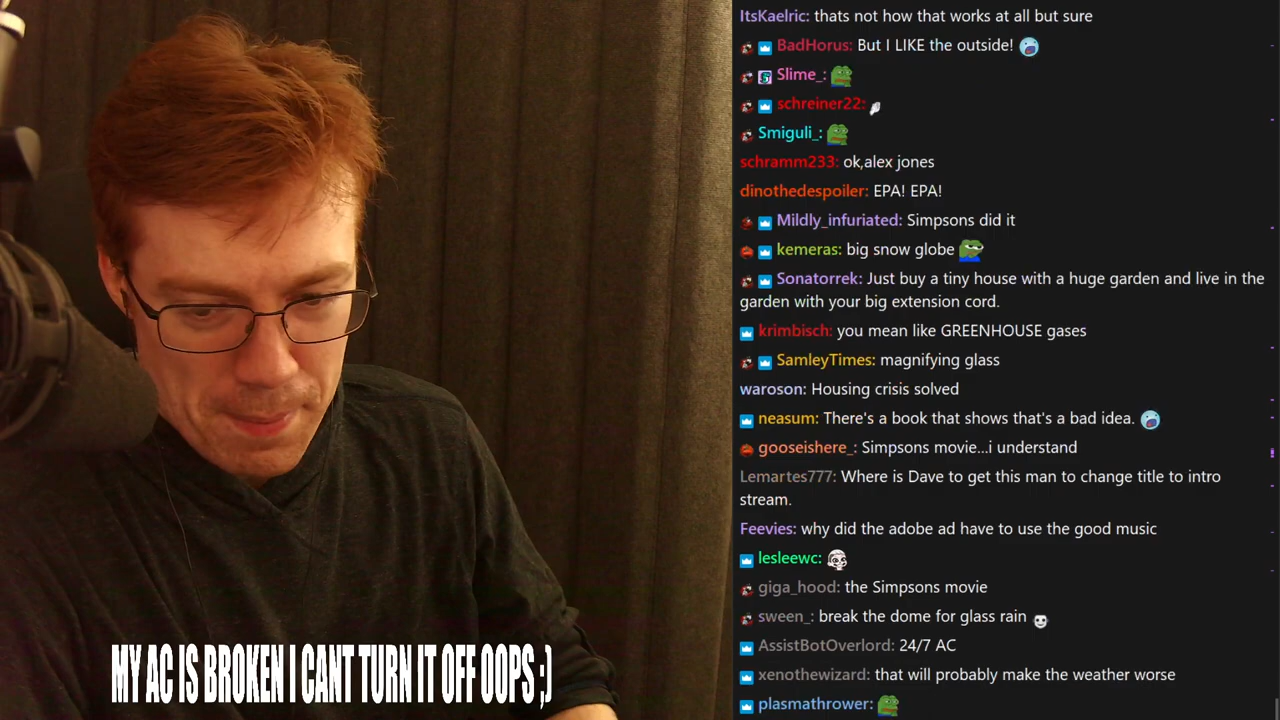 ItsKaelric: thats not how that works at all but sure
BadHorus: But I LIKE the outside!
Slime_:
schreiner22:
Smiguli_:
schramm233: ok,alex jones
dinothedespoiler: EPA! EPA!
Mildly_infuriated: Simpsons did it
kemeras: big snow globe
Sonatorrek: Just buy a tiny house with a huge garden and live in the
garden with your big extension cord.
krimbisch: you mean like GREENHOUSE gases
SamleyTimes: magnifying glass
waroson: Housing crisis solved
neasum: There's a book that shows that's a bad idea.
gooseishere_: Simpsons movie...i understand
Lemartes777: Where is Dave to get this man to change title to intro
stream.
Feevies: why did the adobe ad have to use the good music
lesleewc:
giga_hood: the Simpsons movie
sween_: break the dome for glass rain
AssistBotOverlord: 24/7 AC
xenothewizard: that will probably make the weather worse
plasmathrower:
MY AC IS BROKEN I CANT TURN IT OFF OOPS ;)